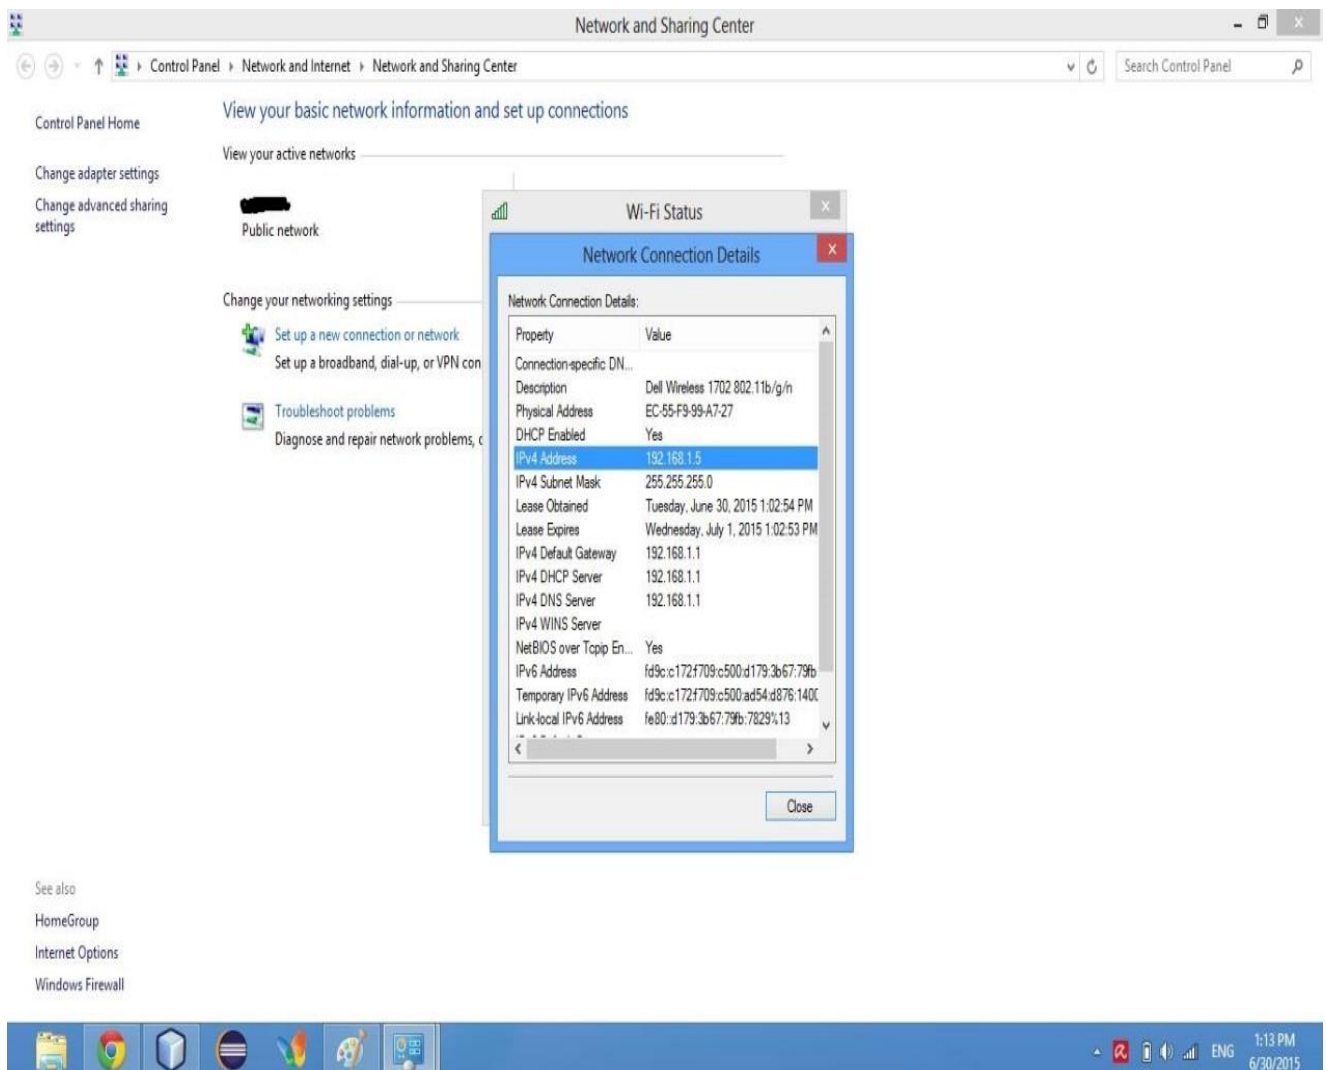 Network and Sharing Center
Control Panel Network and Internet Network and Sharing Center
Search Control Panel
Control Panel Home
Change adapter settings
Change advanced sharing
settings
View your basic network information and set up connections
View your active networks
Public network
Change your networking settings
Set up a new connection or network
Set up a broadband, dial-up, or VPN con
Troubleshoot problems
Diagnose and repair network problems,
Wi-Fi Status
Network Connection Details
Network Connection Details:
Property Value
Connection-specific DN...
Description Dell Wireless 1702 802.11b/g/n
Physical Address EC-55-F9-99-A7-27
DHCP Enabled Yes
IPv4 Address 192.168.1.5
IPv4 Subnet Mask 255.255.255.0
Lease Obtained Tuesday, June 30, 2015 1:02:54 PM
Lease Expires Wednesday, July 1, 2015 1:02:53 PM
IPv4 Default Gateway 192.168.1.1
IPv4 DHCP Server 192.168.1.1
IPv4 DNS Server 192.168.1.1
IPv4 WINS Server
NetBIOS over Tcpip En... Yes
IPv6 Address fd9c:c172:f709:c500:d179:3b67:79fb
Temporary IPv6 Address fd9c:c172:f709:c500:ad54:d876:140
Link-local IPv6 Address fe80::d179:3b67:79fb:7829%13
Close
See also
HomeGroup
Internet Options
Windows Firewall
ENG
1:13 PM
6/30/2015